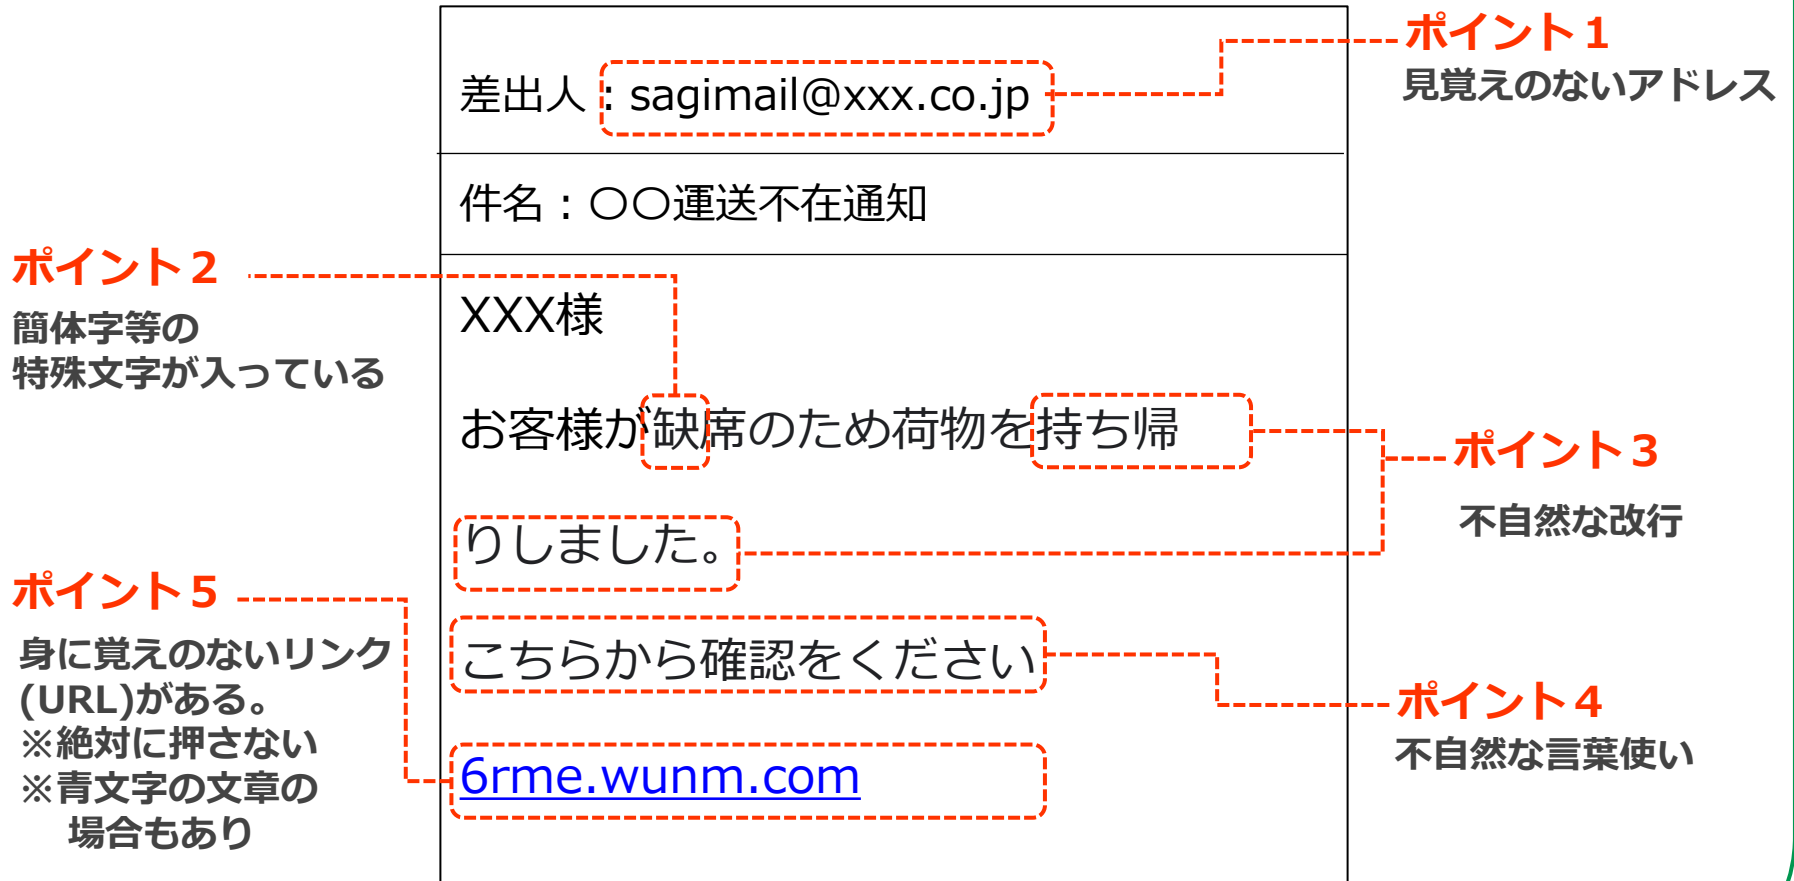 ポイント１
見覚えのないアドレス
差出人：sagimail@xxx.co.jp
件名：〇〇運送不在通知
ポイント２
簡体字等の
特殊文字が入っている
XXX様
お客様が缺席のため荷物を持ち帰
りしました。
ポイント３
不自然な改行
こちらから確認をください
ポイント４
不自然な言葉使い
ポイント５
身に覚えのないリンク
(URL)がある。
※絶対に押さない
※青文字の文章の
場合もあり
6rme.wunm.com